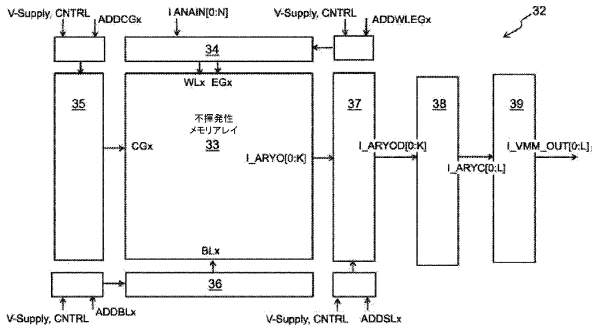 V-Supply, CNTRL
ADDCGx
I ANAIN[0:N]
V-Supply, CNTRL
ADDWLEGx
32
34
35
WLx EGx
37
38
39
不揮発性
メモリアレイ
33
CGx
I_ARYO[0:K]
I_ARYOD[0:K]
I_ARYC[0:L]
I_VMM_OUT[0:L]
BLx
36
V-Supply, CNTRL
ADDBLx
V-Supply, CNTRL
ADDSLx